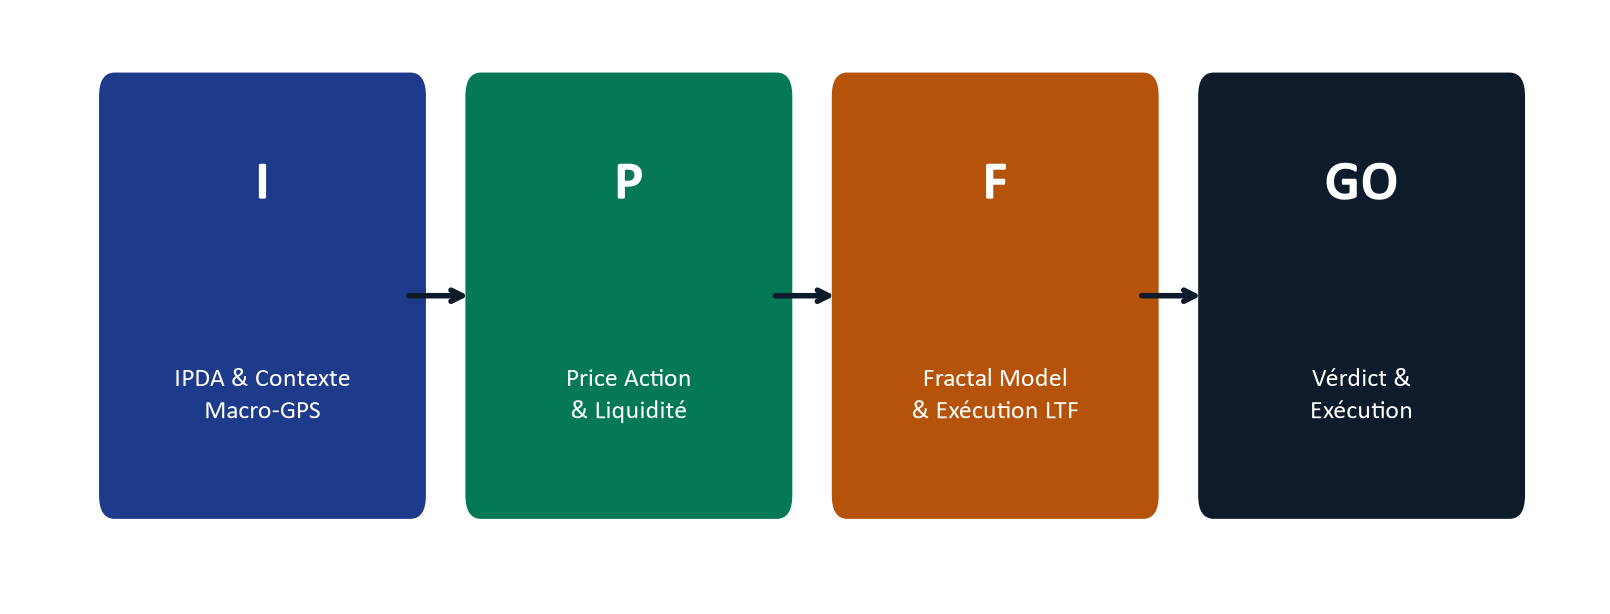 I
IPDA & Contexte
Macro-GPS
P
Price Action
& Liquidité
F
Fractal Model
& Exécution LTF
GO
Vérdict &
Exécution